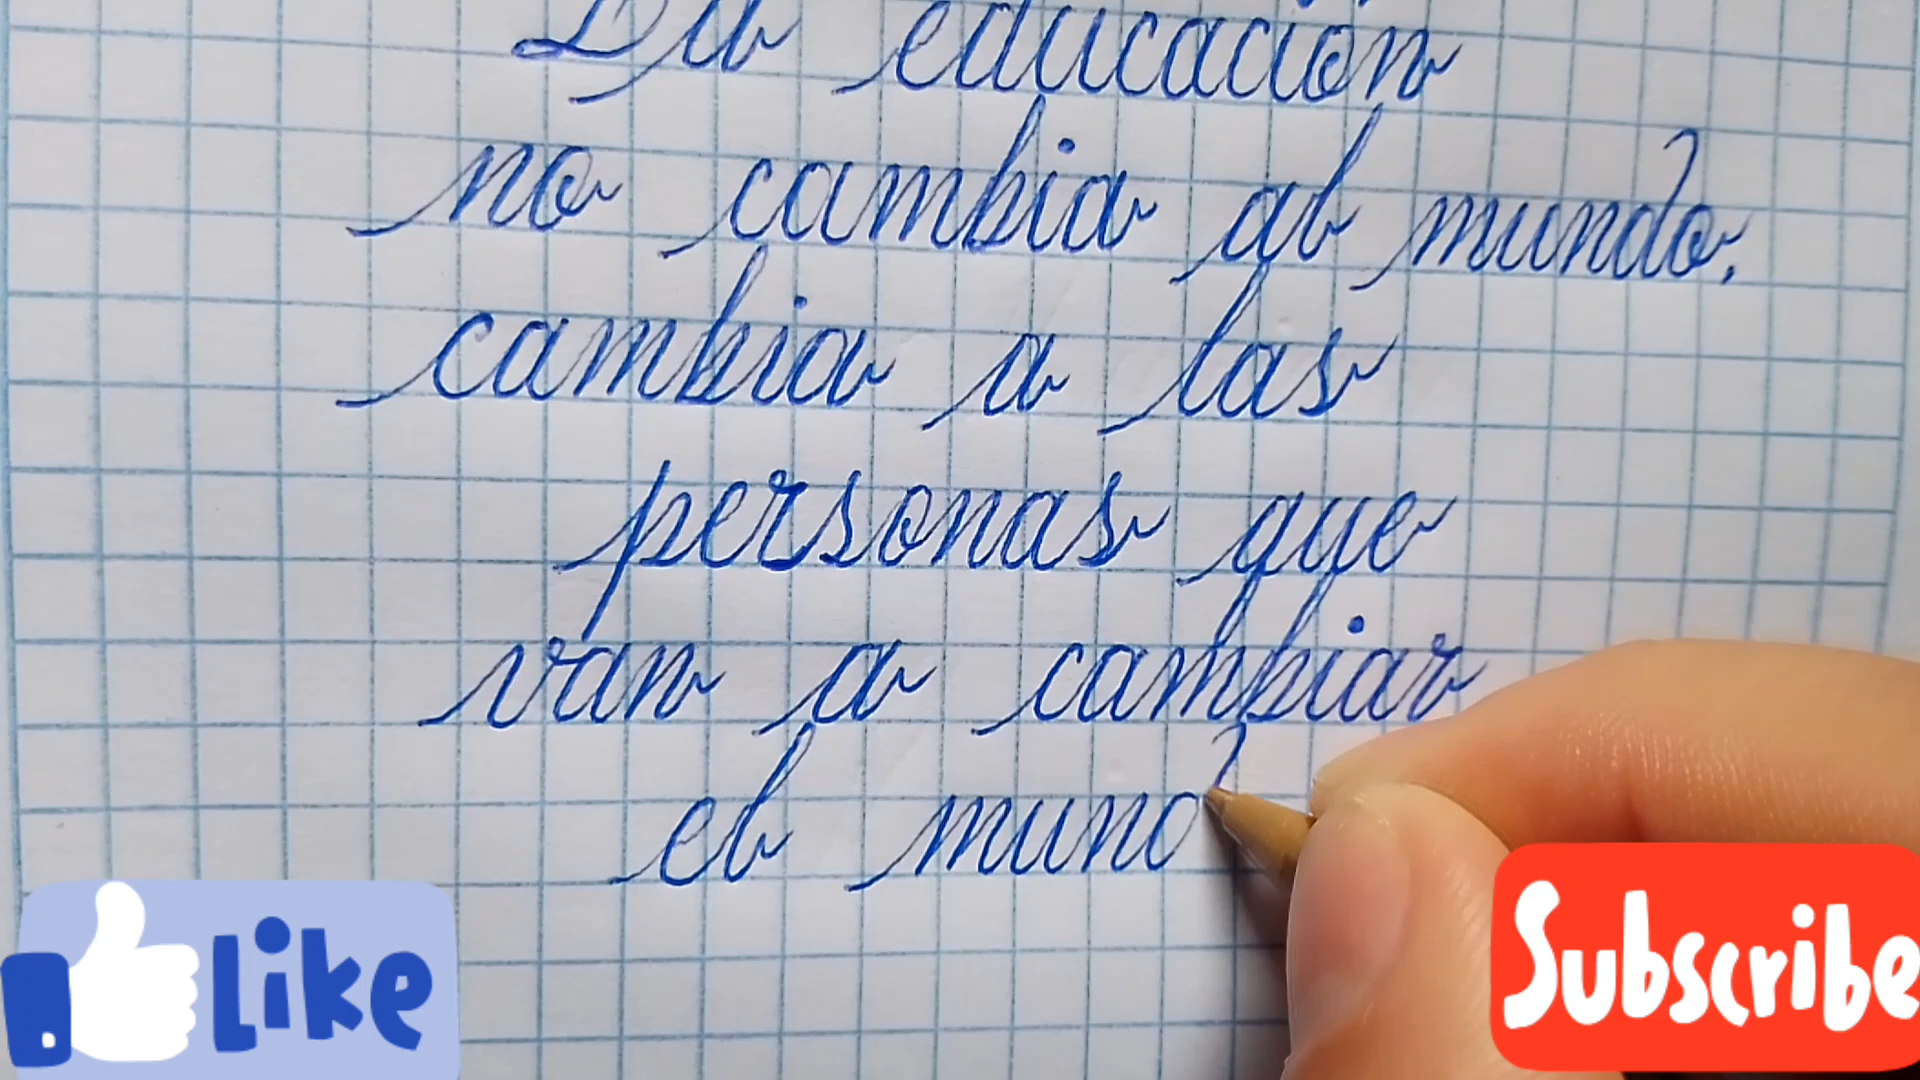 La educación
no cambia al mundo,
cambia a las
personas que
van a cambiar
el mund
Like
Subscribe